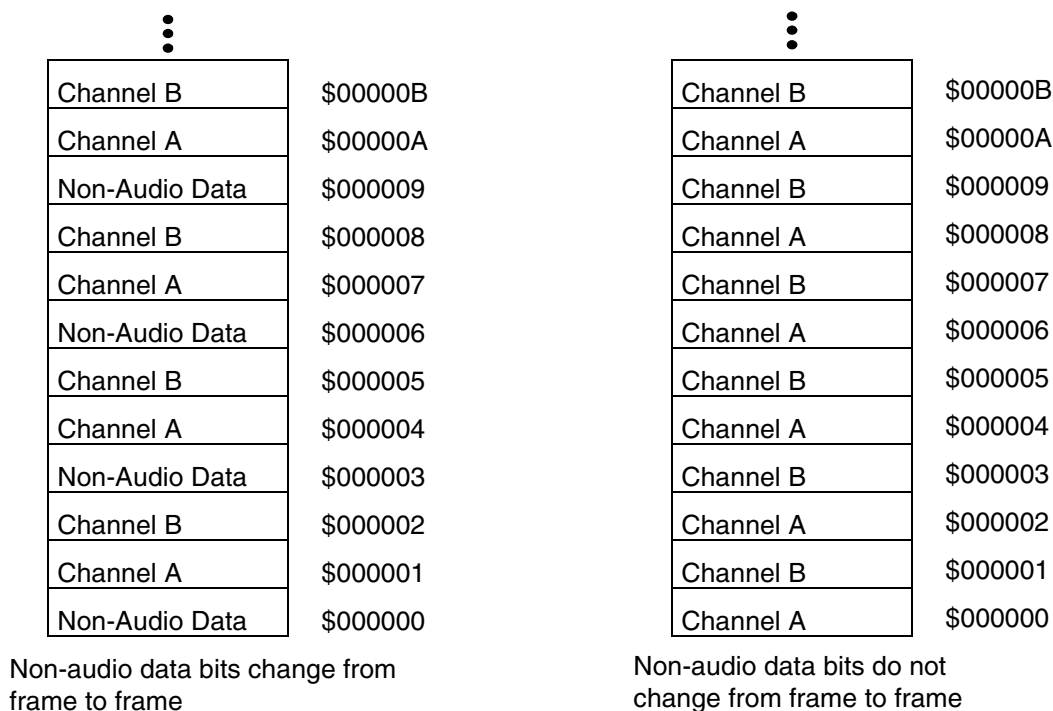 Channel B $00000B
Channel A $00000A
Non-Audio Data $000009
Channel B $000008
Channel A $000007
Non-Audio Data $000006
Channel B $000005
Channel A $000004
Non-Audio Data $000003
Channel B $000002
Channel A $000001
Non-Audio Data $000000
Non-audio data bits change from
frame to frame
Channel B $00000B
Channel A $00000A
Channel B $000009
Channel A $000008
Channel B $000007
Channel A $000006
Channel B $000005
Channel A $000004
Channel B $000003
Channel A $000002
Channel B $000001
Channel A $000000
Non-audio data bits do not
change from frame to frame